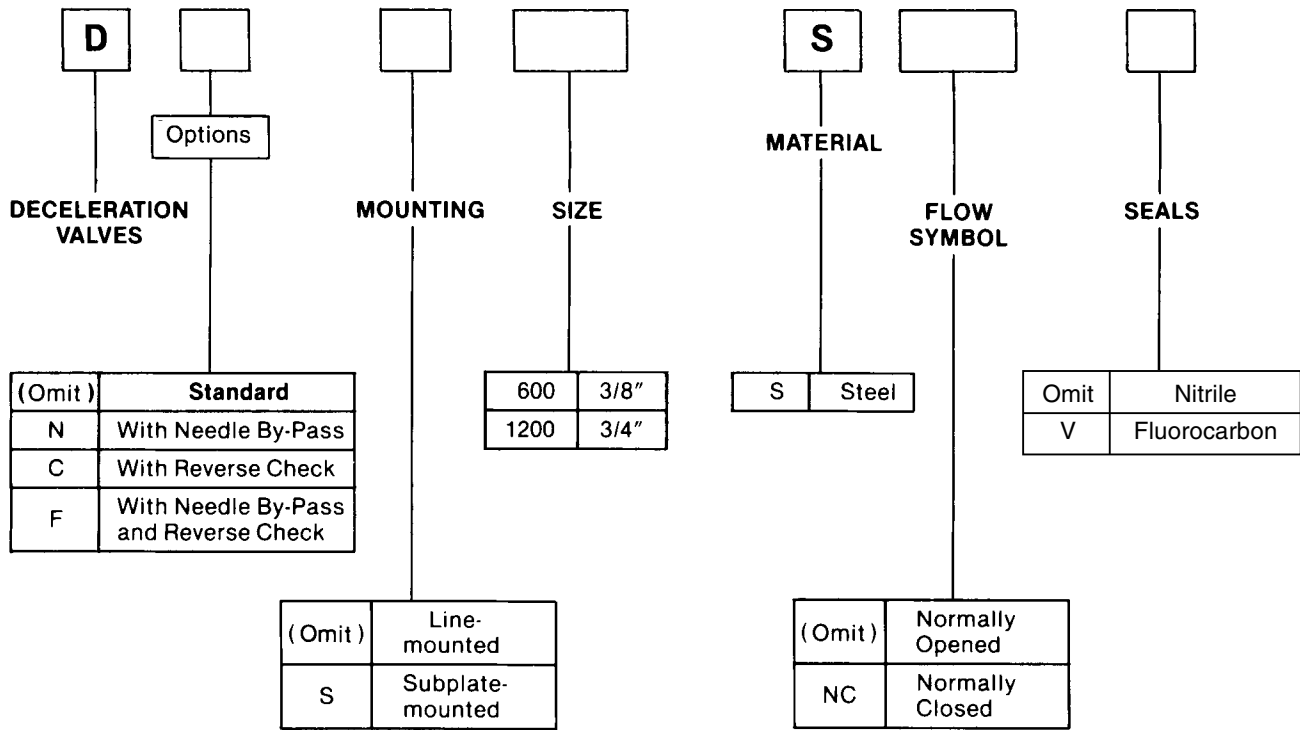 D
S
Options
MATERIAL
DECELERATION
VALVES
MOUNTING
SIZE
FLOW
SYMBOL
SEALS
(Omit) Standard
N With Needle By-Pass
C With Reverse Check
F With Needle By-Pass
and Reverse Check
600 3/8"
1200 3/4"
S Steel
Omit Nitrile
V Fluorocarbon
(Omit) Line-
mounted
S Subplate-
mounted
(Omit) Normally
Opened
NC Normally
Closed